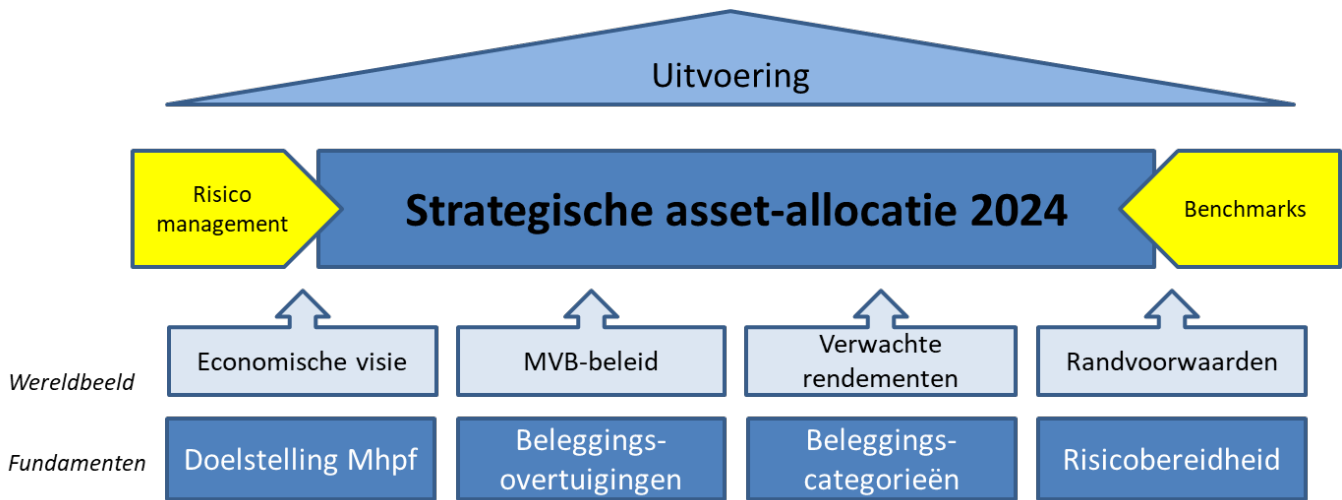 Uitvoering
Risico
management
Strategische asset-allocatie 2024
Benchmarks
Wereldbeeld
Economische visie
MVB-beleid
Verwachte
rendementen
Randvoorwaarden
Fundamenten
Doelstelling Mhpf
Beleggings-
overtuigingen
Beleggings-
categorieën
Risicobereidheid